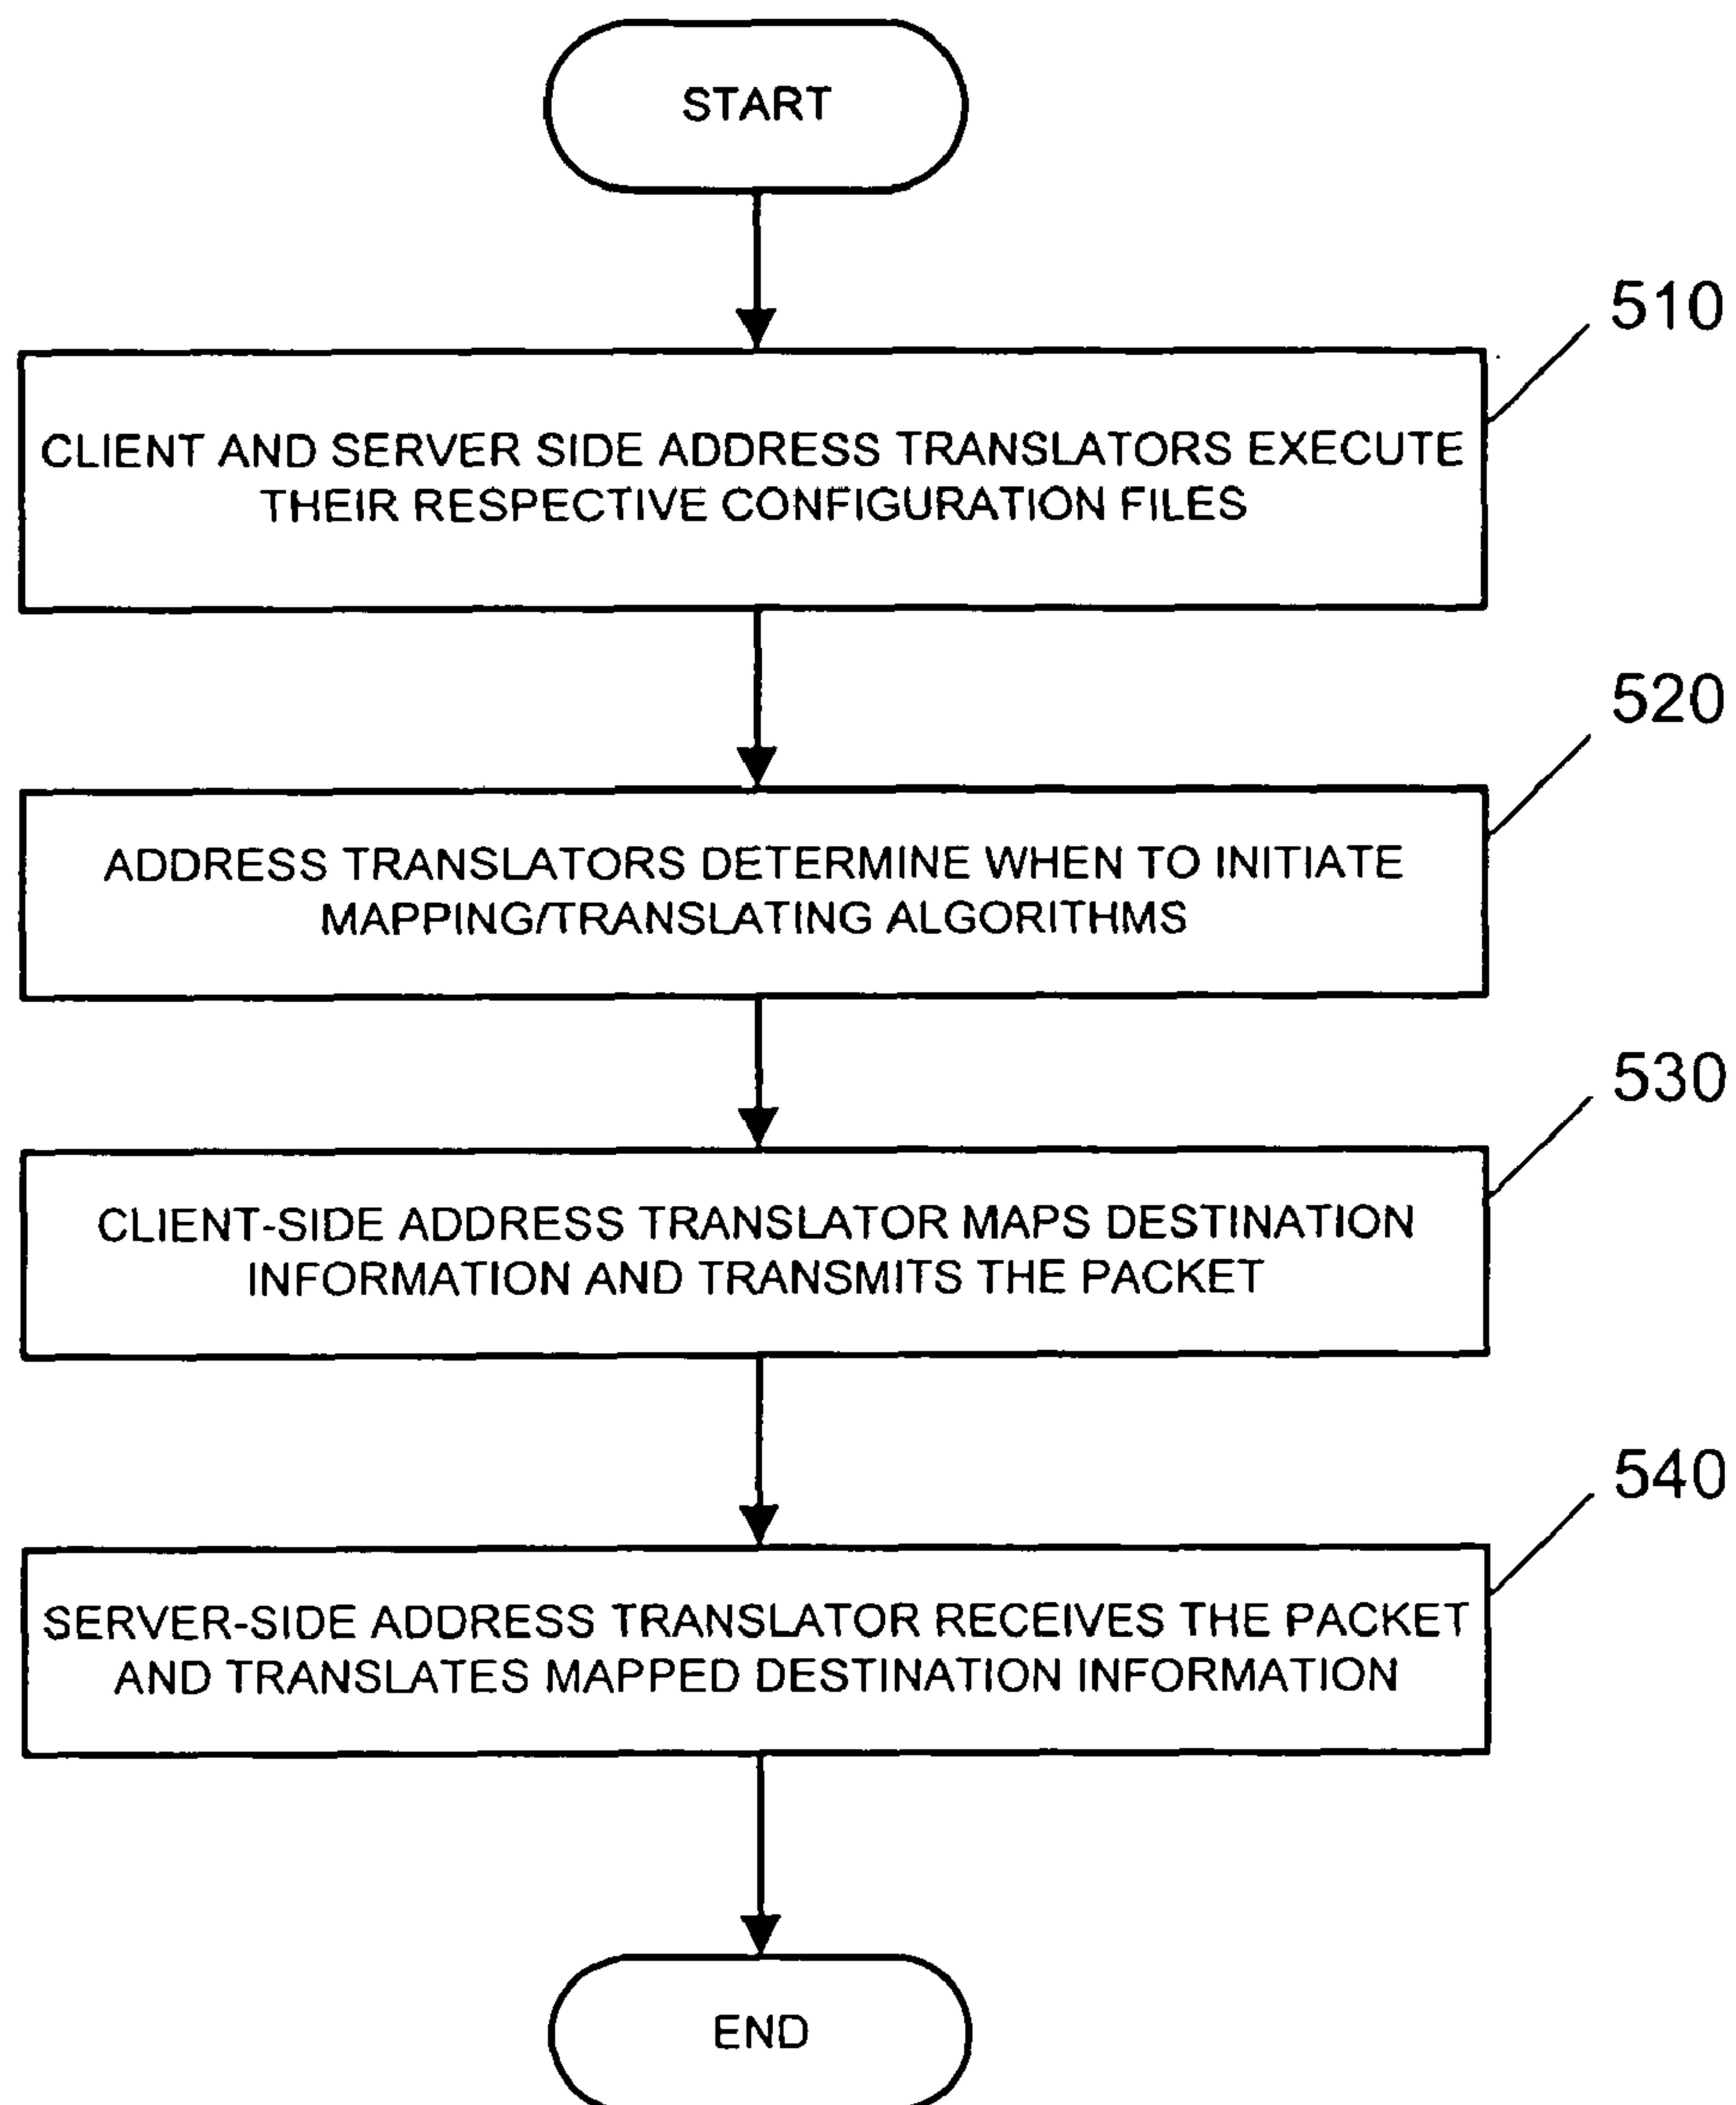 START
510
CLIENT AND SERVER SIDE ADDRESS TRANSLATORS EXECUTE
THEIR RESPECTIVE CONFIGURATION FILES
520
ADDRESS TRANSLATORS DETERMINE WHEN TO INITIATE
MAPPING/TRANSLATING ALGORITHMS
530
CLIENT-SIDE ADDRESS TRANSLATOR MAPS DESTINATION
INFORMATION AND TRANSMITS THE PACKET
540
SERVER-SIDE ADDRESS TRANSLATOR RECEIVES THE PACKET
AND TRANSLATES MAPPED DESTINATION INFORMATION
END